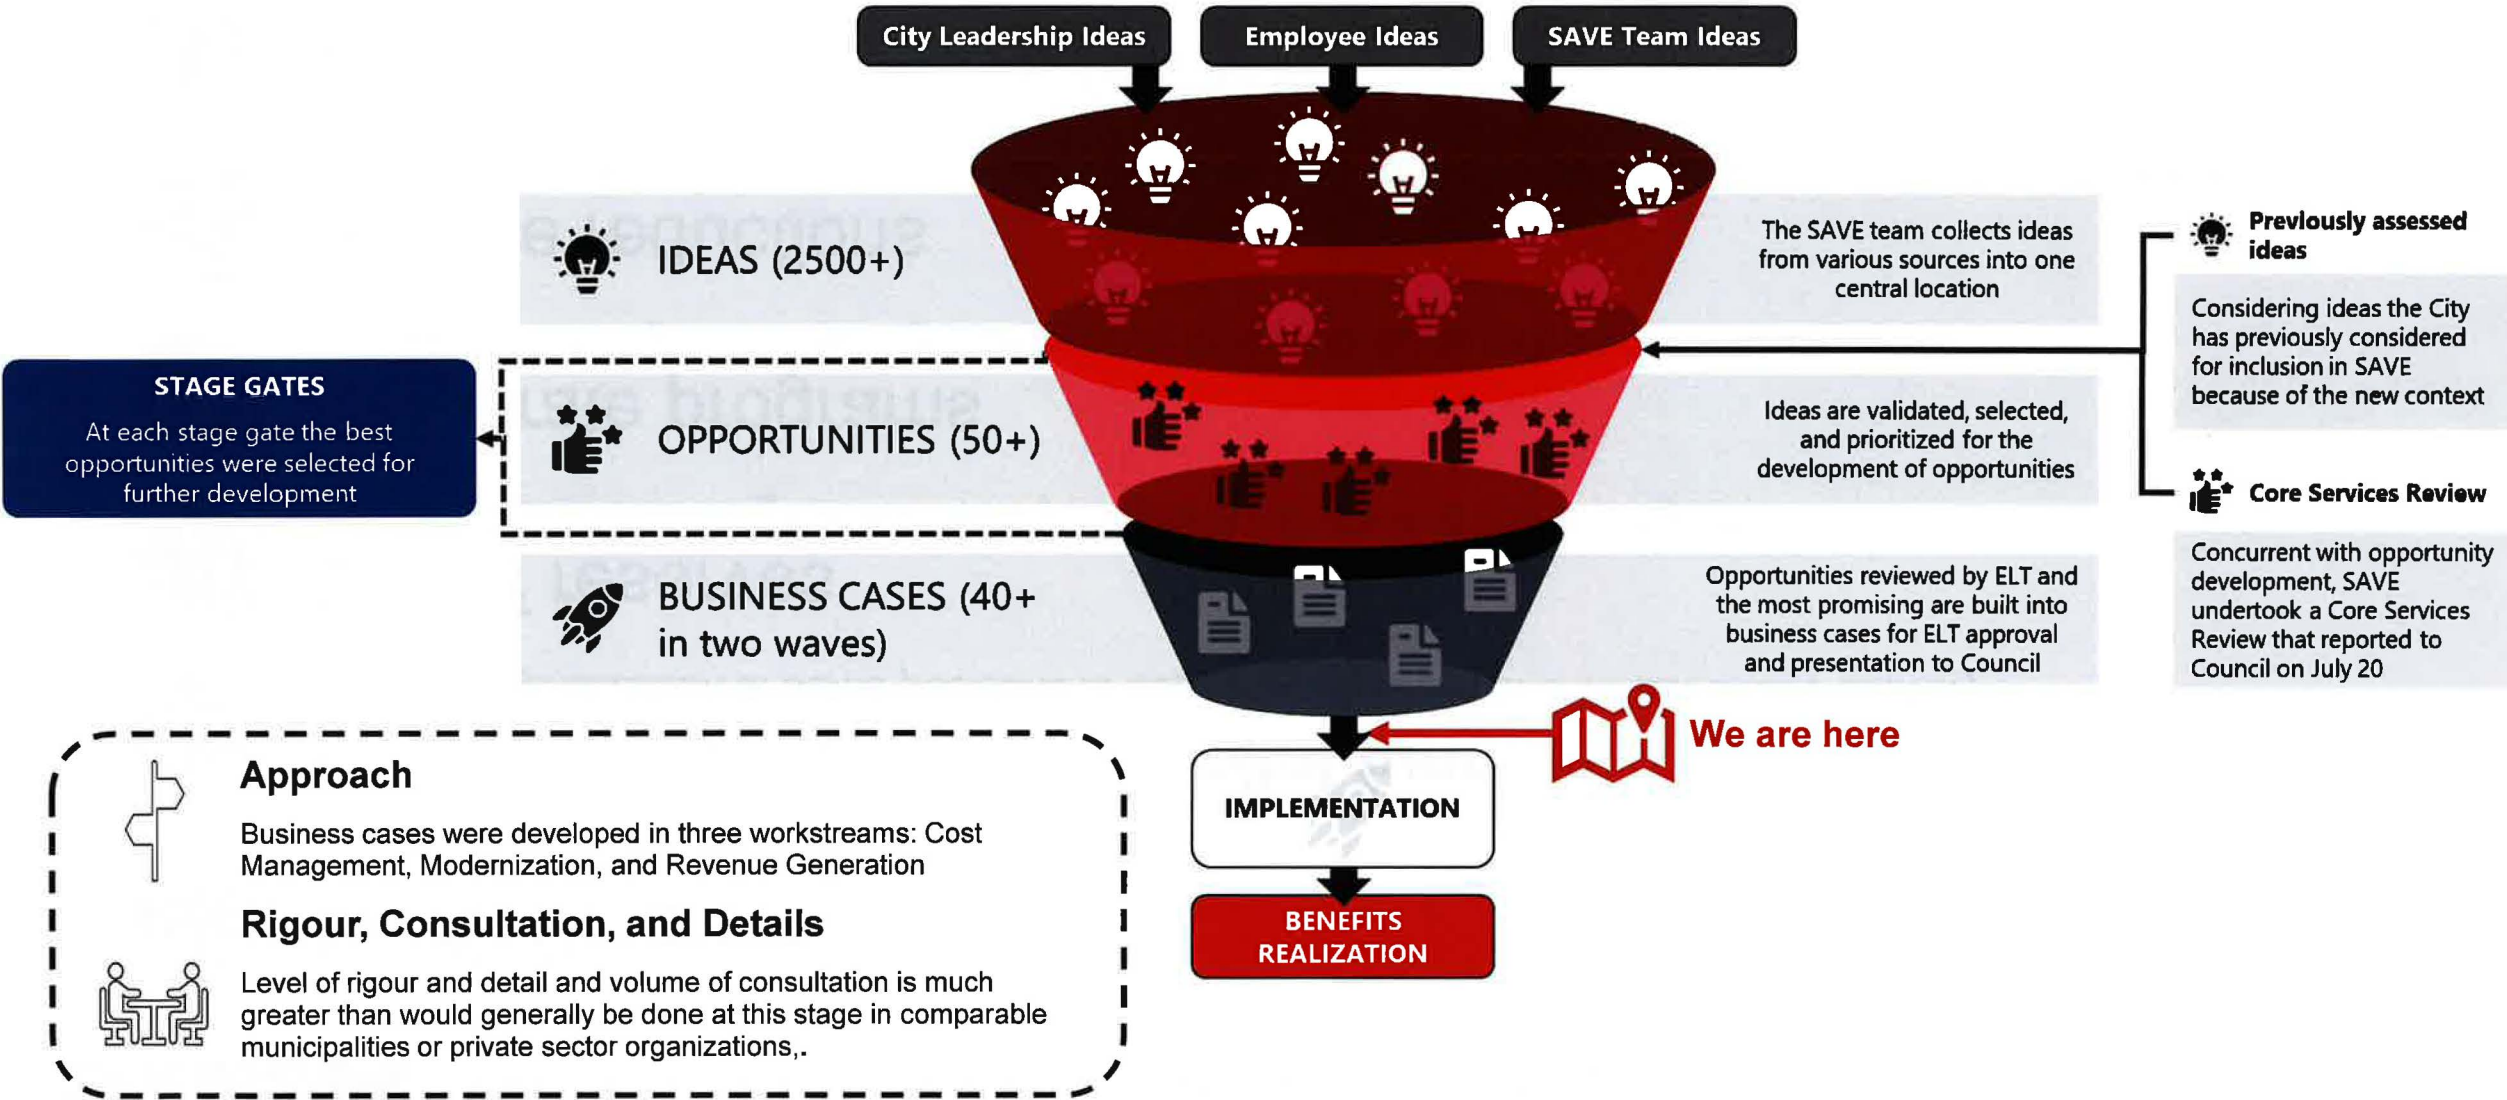 City Leadership Ideas
Employee Ideas
SAVE Team Ideas
IDEAS (2500+)
The SAVE team collects ideas
from various sources into one
central location
Previously assessed
ideas
Considering ideas the City
has previously considered
for inclusion in SAVE
because of the new context
STAGE GATES
At each stage gate the best
opportunities were selected for
further development
OPPORTUNITIES (50+)
Ideas are validated, selected,
and prioritized for the
development of opportunities
Core Services Review
Concurrent with opportunity
development, SAVE
undertook a Core Services
Review that reported to
Council on July 20
BUSINESS CASES (40+
in two waves)
Opportunities reviewed by ELT and
the most promising are built into
business cases for ELT approval
and presentation to Council
We are here
IMPLEMENTATION
BENEFITS
REALIZATION
Approach
Business cases were developed in three workstreams: Cost
Management, Modernization, and Revenue Generation
Rigour, Consultation, and Details
Level of rigour and detail and volume of consultation is much
greater than would generally be done at this stage in comparable
municipalities or private sector organizations,.